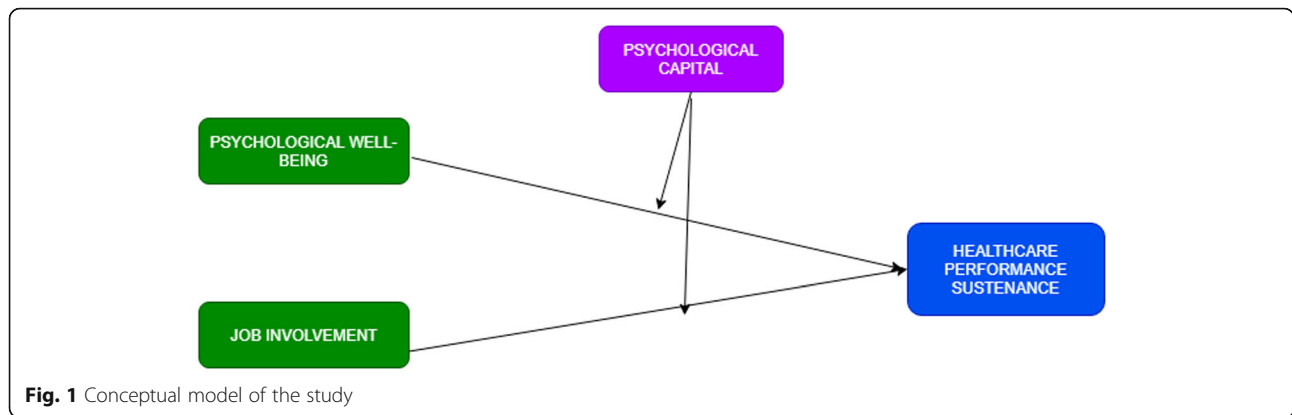 PSYCHOLOGICAL
CAPITAL
PSYCHOLOGICAL WELL-
BEING
HEALTHCARE
PERFORMANCE
SUSTENANCE
JOB INVOLVEMENT
Fig. 1 Conceptual model of the study